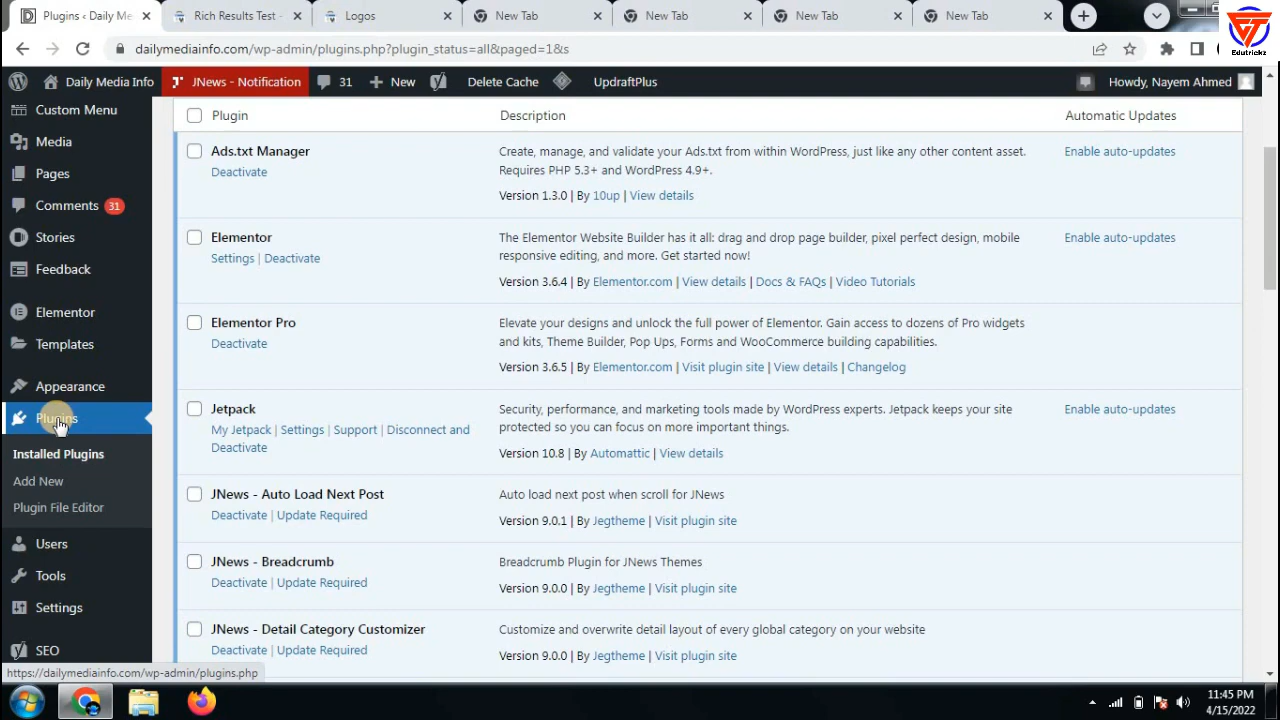 Plugins < Daily Me
Rich Results Test -
Logos
New Tab
New Tab
New Tab
New Tab
Edutrickz
dailymediainfo.com/wp-admin/plugins.php?plugin_status=all&paged=1&s
Daily Media Info
JNews - Notification
31
New
Delete Cache
UpdraftPlus
Howdy, Nayem Ahmed
Custom Menu
Media
Pages
Comments 31
Stories
Feedback
Elementor
Templates
Appearance
Plugins
Installed Plugins
Add New
Plugin File Editor
Users
Tools
Settings
SEO
Plugin
Description
Automatic Updates
Ads.txt Manager
Deactivate
Create, manage, and validate your Ads.txt from within WordPress, just like any other content asset.
Requires PHP 5.3+ and WordPress 4.9+.
Version 1.3.0 | By 10up | View details
Enable auto-updates
Elementor
Settings | Deactivate
The Elementor Website Builder has it all: drag and drop page builder, pixel perfect design, mobile
responsive editing, and more. Get started now!
Version 3.6.4 | By Elementor.com | View details | Docs & FAQs | Video Tutorials
Enable auto-updates
Elementor Pro
Deactivate
Elevate your designs and unlock the full power of Elementor. Gain access to dozens of Pro widgets
and kits, Theme Builder, Pop Ups, Forms and WooCommerce building capabilities.
Version 3.6.5 | By Elementor.com | Visit plugin site | View details | Changelog
Jetpack
My Jetpack | Settings | Support | Disconnect and
Deactivate
Security, performance, and marketing tools made by WordPress experts. Jetpack keeps your site
protected so you can focus on more important things.
Version 10.8 | By Automattic | View details
Enable auto-updates
JNews - Auto Load Next Post
Deactivate | Update Required
Auto load next post when scroll for JNews
Version 9.0.1 | By Jegtheme | Visit plugin site
JNews - Breadcrumb
Deactivate | Update Required
Breadcrumb Plugin for JNews Themes
Version 9.0.0 | By Jegtheme | Visit plugin site
JNews - Detail Category Customizer
Deactivate | Update Required
Customize and overwrite detail layout of every global category on your website
Version 9.0.0 | By Jegtheme | Visit plugin site
https://dailymediainfo.com/wp-admin/plugins.php
11:45 PM
4/15/2022